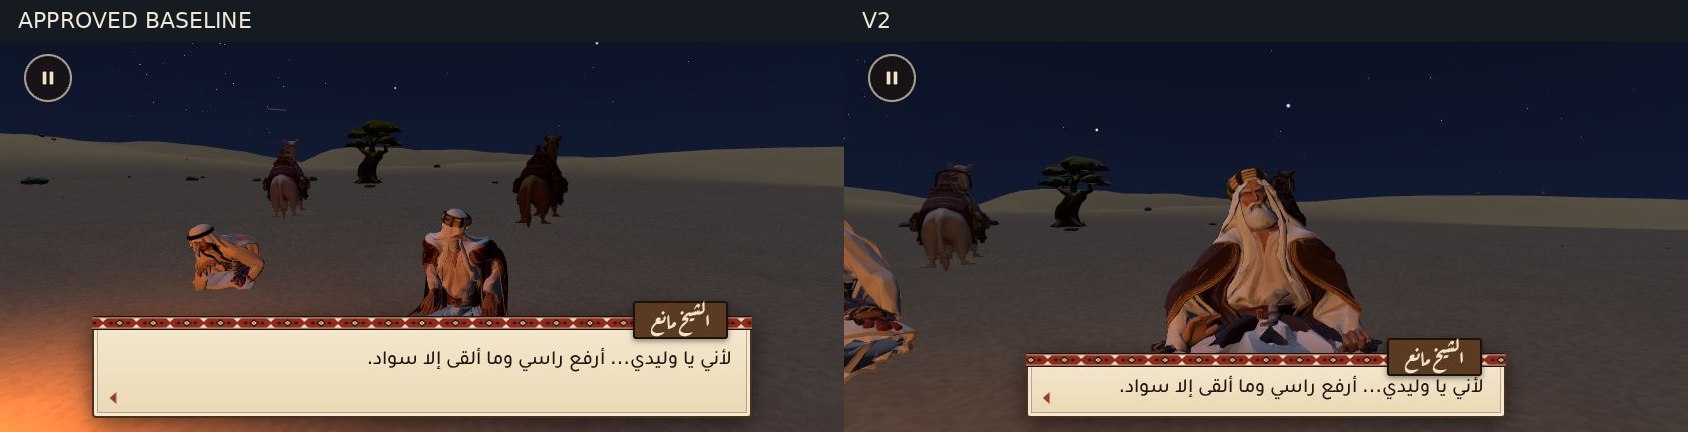 APPROVED BASELINE
الشيخ مانع
لأني يا وليدي... أرفع راسي وما ألقى إلا سواد.
V2
الشيخ مانع
لأني يا وليدي... أرفع راسي وما ألقى إلا سواد.